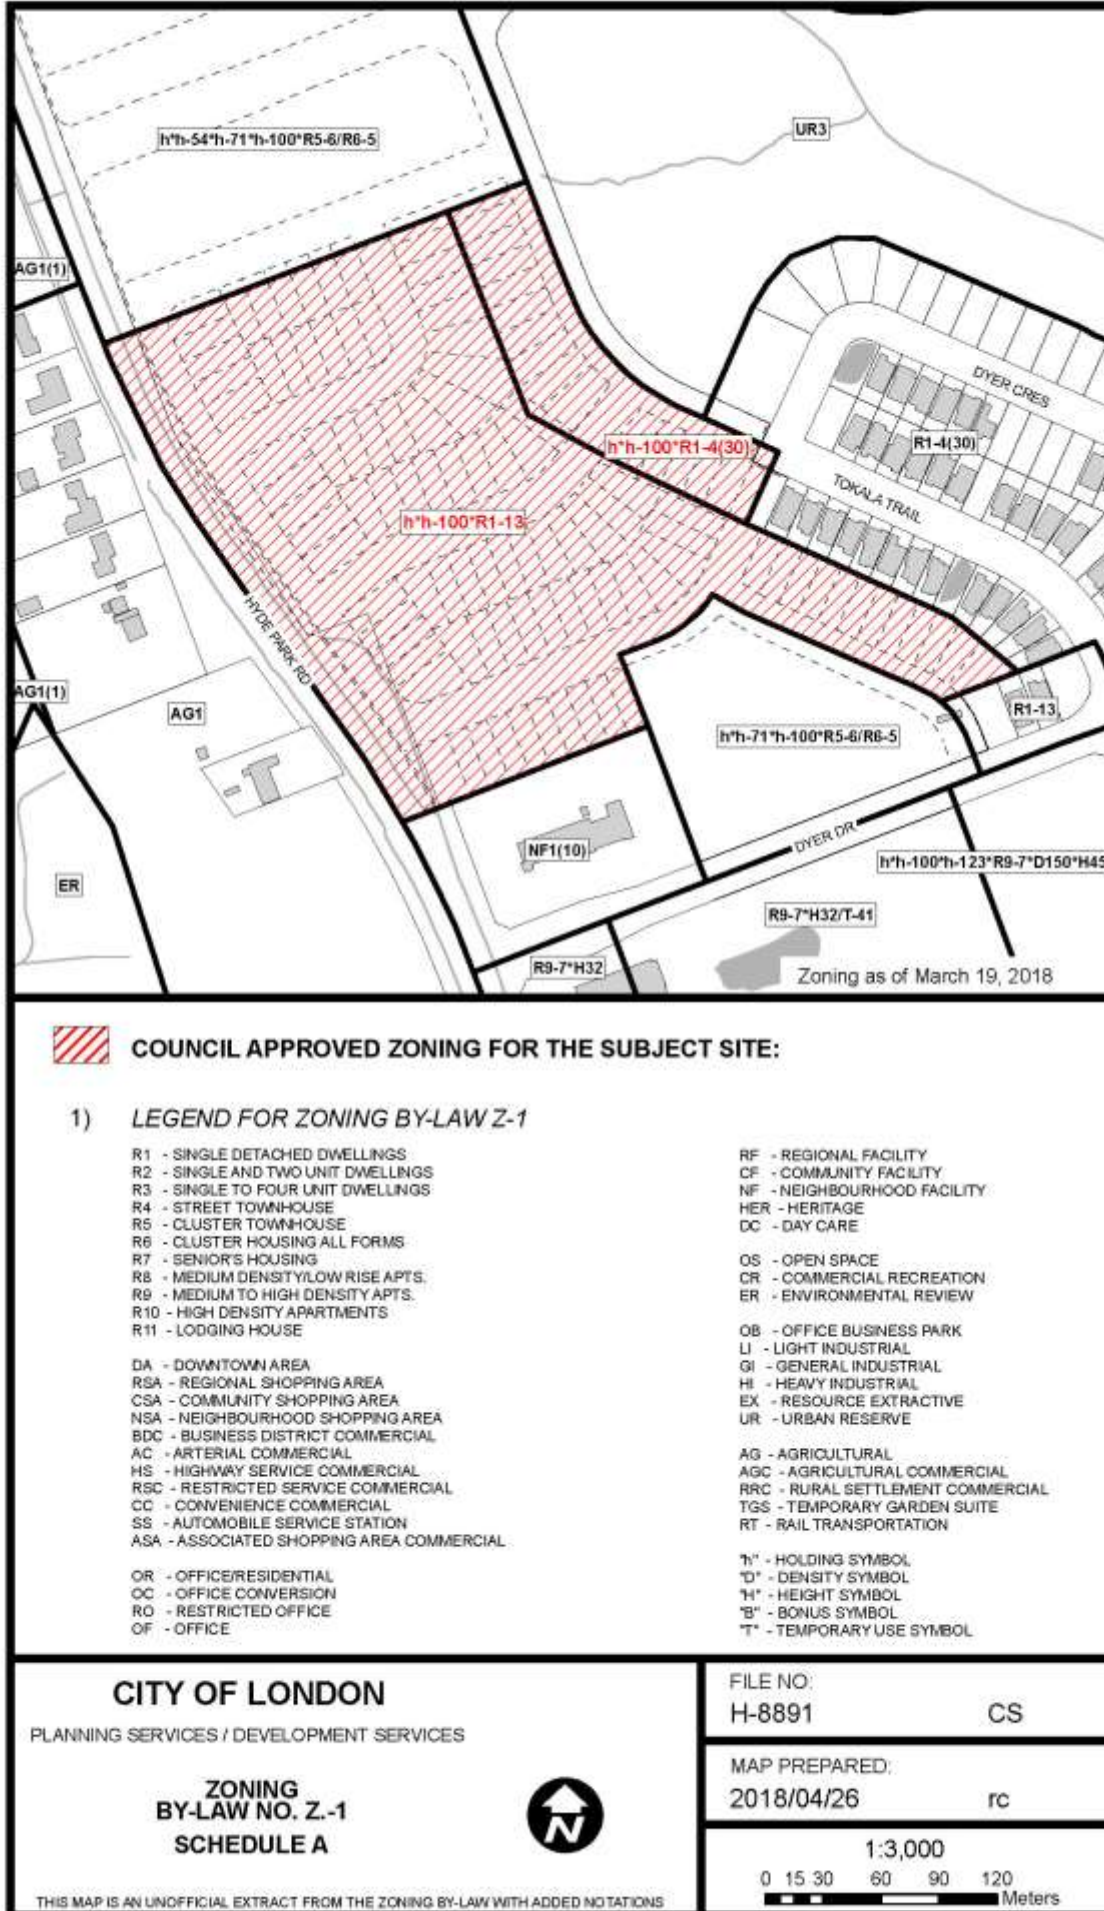 h*h-54*h-71*h-100*R5-6/R6-5
UR3
AG1(1)
DYER CRES
R1-4(30)
h*h-100*R1-4(30)
TOKALA TRAIL
h*h-100*R1-13
HYDE PARK RD
AG1(1)
AG1
R1-13
h*h-71*h-100*R5-6/R6-5
DYER DR
NF1(10)
h*h-100*h-123*R9-7*D150*H45
ER
R9-7*H32/T-41
R9-7*H32
Zoning as of March 19, 2018
COUNCIL APPROVED ZONING FOR THE SUBJECT SITE:
1) LEGEND FOR ZONING BY-LAW Z-1
R1 - SINGLE DETACHED DWELLINGS
R2 - SINGLE AND TWO UNIT DWELLINGS
R3 - SINGLE TO FOUR UNIT DWELLINGS
R4 - STREET TOWNHOUSE
R5 - CLUSTER TOWNHOUSE
R6 - CLUSTER HOUSING ALL FORMS
R7 - SENIOR'S HOUSING
R8 - MEDIUM DENSITY/LOW RISE APTS.
R9 - MEDIUM TO HIGH DENSITY APTS.
R10 - HIGH DENSITY APARTMENTS
R11 - LODGING HOUSE
DA - DOWNTOWN AREA
RSA - REGIONAL SHOPPING AREA
CSA - COMMUNITY SHOPPING AREA
NSA - NEIGHBOURHOOD SHOPPING AREA
BDC - BUSINESS DISTRICT COMMERCIAL
AC - ARTERIAL COMMERCIAL
HS - HIGHWAY SERVICE COMMERCIAL
RSC - RESTRICTED SERVICE COMMERCIAL
CC - CONVENIENCE COMMERCIAL
SS - AUTOMOBILE SERVICE STATION
ASA - ASSOCIATED SHOPPING AREA COMMERCIAL
OR - OFFICE/RESIDENTIAL
OC - OFFICE CONVERSION
RO - RESTRICTED OFFICE
OF - OFFICE
RF - REGIONAL FACILITY
CF - COMMUNITY FACILITY
NF - NEIGHBOURHOOD FACILITY
HER - HERITAGE
DC - DAY CARE
OS - OPEN SPACE
CR - COMMERCIAL RECREATION
ER - ENVIRONMENTAL REVIEW
OB - OFFICE BUSINESS PARK
LI - LIGHT INDUSTRIAL
GI - GENERAL INDUSTRIAL
HI - HEAVY INDUSTRIAL
EX - RESOURCE EXTRACTIVE
UR - URBAN RESERVE
AG - AGRICULTURAL
AGC - AGRICULTURAL COMMERCIAL
RRC - RURAL SETTLEMENT COMMERCIAL
TGS - TEMPORARY GARDEN SUITE
RT - RAIL TRANSPORTATION
"h" - HOLDING SYMBOL
"D" - DENSITY SYMBOL
"H" - HEIGHT SYMBOL
"B" - BONUS SYMBOL
"T" - TEMPORARY USE SYMBOL
CITY OF LONDON
PLANNING SERVICES / DEVELOPMENT SERVICES
ZONING
BY-LAW NO. Z.-1
SCHEDULE A
N
THIS MAP IS AN UNOFFICIAL EXTRACT FROM THE ZONING BY-LAW WITH ADDED NOTATIONS
FILE NO:
H-8891 CS
MAP PREPARED:
2018/04/26 rc
1:3,000
0 15 30 60 90 120
Meters